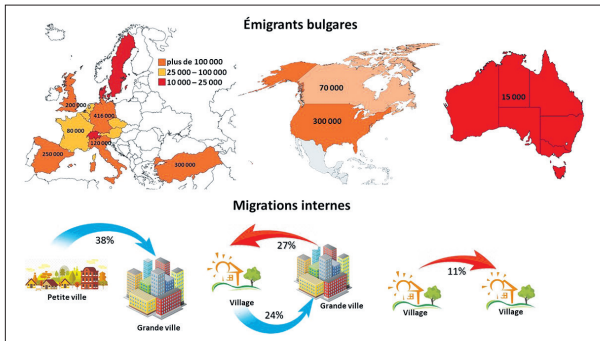 Émigrants bulgares
plus de 100 000
25 000 – 100 000
10 000 – 25 000
200 000
416 000
80 000
120 000
250 000
300 000
70 000
300 000
15 000
Migrations internes
38%
Petite ville
Grande ville
27%
Village
Grande ville
24%
11%
Village
Village